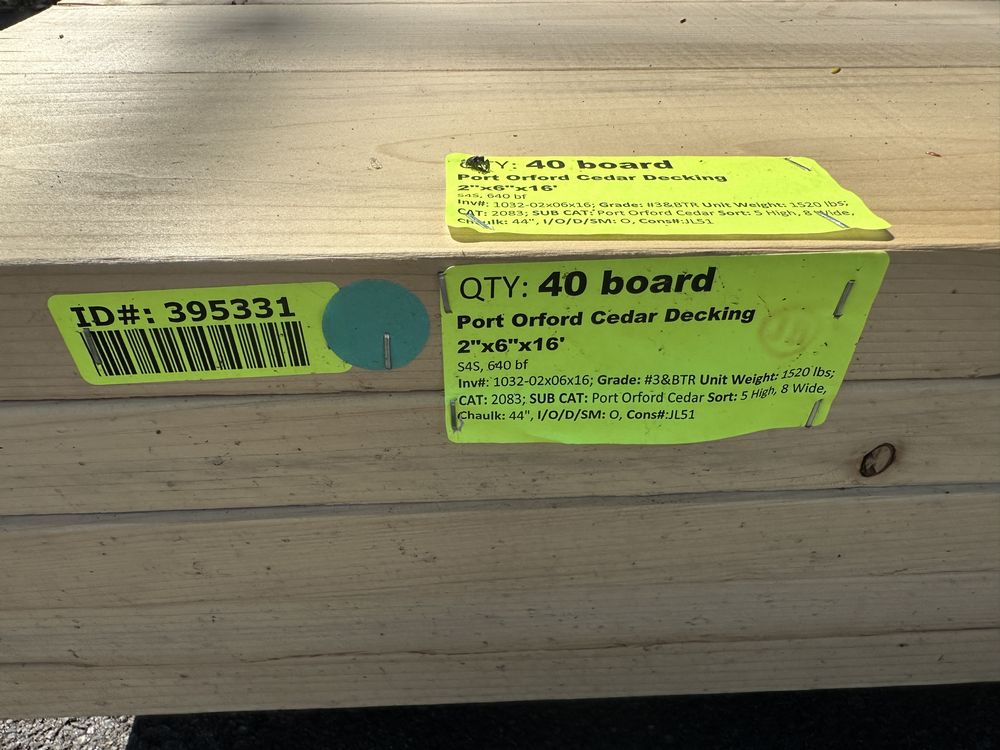 QTY: 40 board
Port Orford Cedar Decking
2"x6"x16'
S4S, 640 bf
Inv#: 1032-02x06x16; Grade: #3&BTR Unit Weight: 1520 lbs;
CAT: 2083; SUB CAT: Port Orford Cedar Sort: 5 High, 8 Wide,
Chaulk: 44", I/O/D/SM: O, Cons#:JL51
ID#: 395331
QTY: 40 board
Port Orford Cedar Decking
2"x6"x16'
S4S, 640 bf
Inv#: 1032-02x06x16; Grade: #3&BTR Unit Weight: 1520 lbs;
CAT: 2083; SUB CAT: Port Orford Cedar Sort: 5 High, 8 Wide,
Chaulk: 44", I/O/D/SM: O, Cons#:JL51